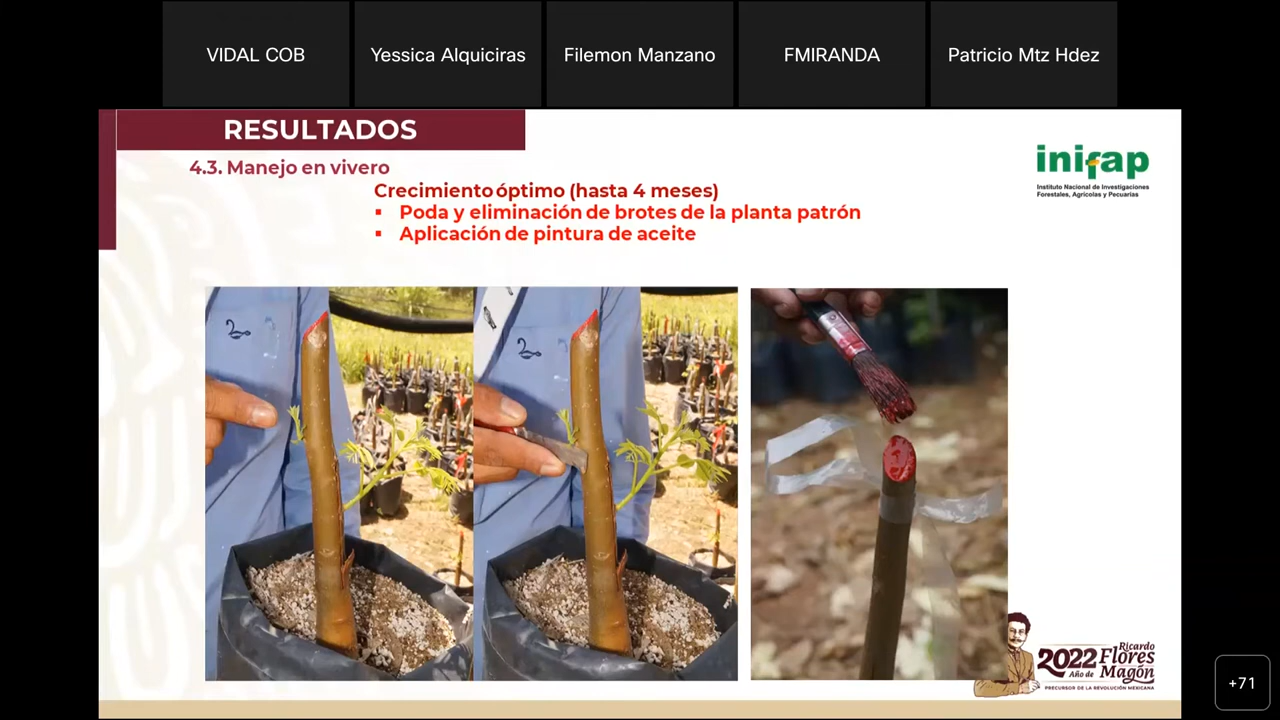 VIDAL COB
Yessica Alquiciras
Filemon Manzano
FMIRANDA
Patricio Mtz Hdez
RESULTADOS
4.3. Manejo en vivero
Crecimiento óptimo (hasta 4 meses)
▪ Poda y eliminación de brotes de la planta patrón
▪ Aplicación de pintura de aceite
inifap
Instituto Nacional de Investigaciones
Forestales, Agrícolas y Pecuarias
2022 Año de
Ricardo
Flores
Magón
PRECURSOR DE LA REVOLUCIÓN MEXICANA
+71